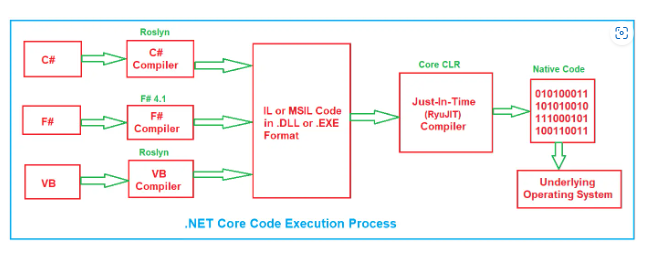 Roslyn
C#
C#
Compiler
F# 4.1
F#
F#
Compiler
Roslyn
VB
VB
Compiler
IL or MSIL Code
in .DLL or .EXE
Format
Core CLR
Just-In-Time
(RyuJIT)
Compiler
Native Code
010100011
101010010
111000101
100110011
Underlying
Operating System
.NET Core Code Execution Process